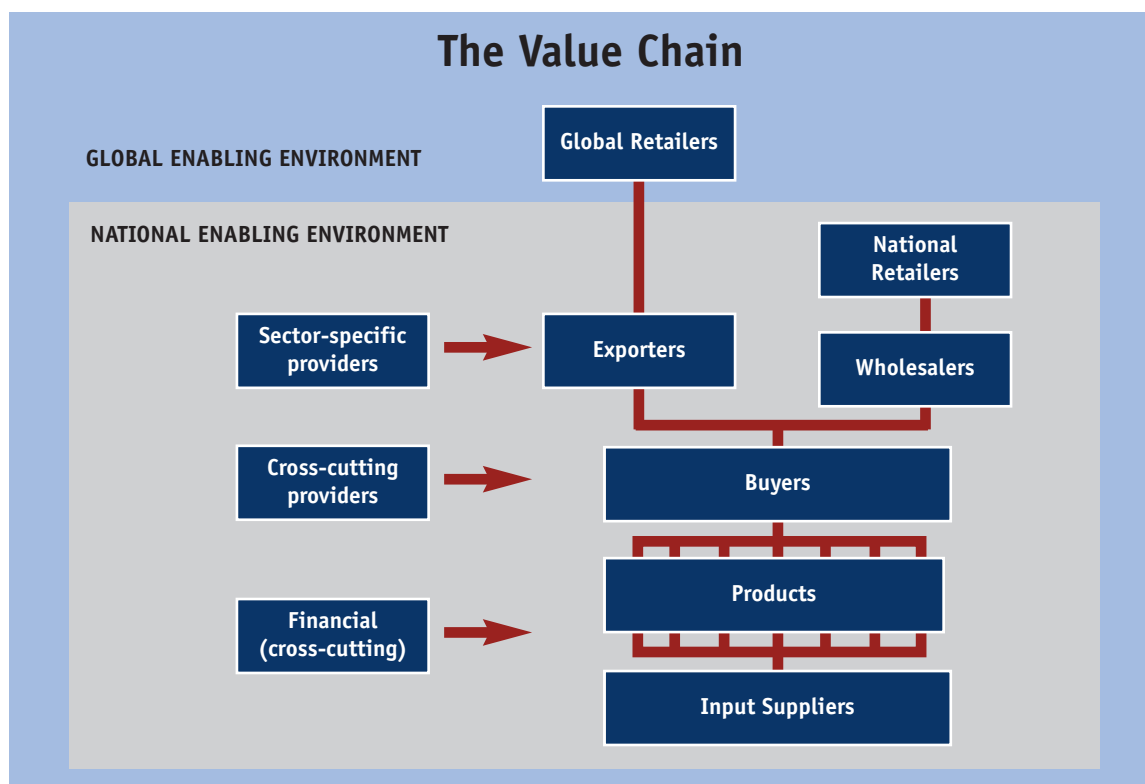 The Value Chain
Global Retailers
GLOBAL ENABLING ENVIRONMENT
NATIONAL ENABLING ENVIRONMENT
National
Retailers
Sector-specific
providers
Exporters
Wholesalers
Cross-cutting
providers
Buyers
Products
Financial
(cross-cutting)
Input Suppliers